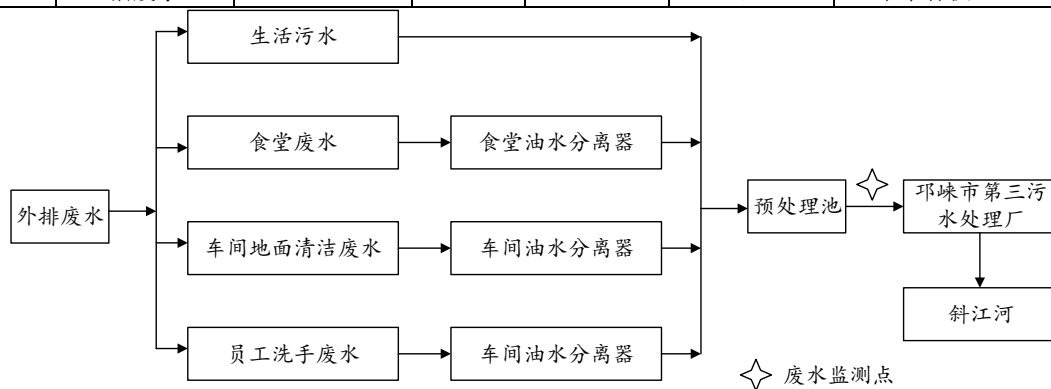 生活污水
食堂废水
食堂油水分离器
外排废水
车间地面清洁废水
车间油水分离器
预处理池
邛崃市第三污
水处理厂
斜江河
员工洗手废水
车间油水分离器
废水监测点